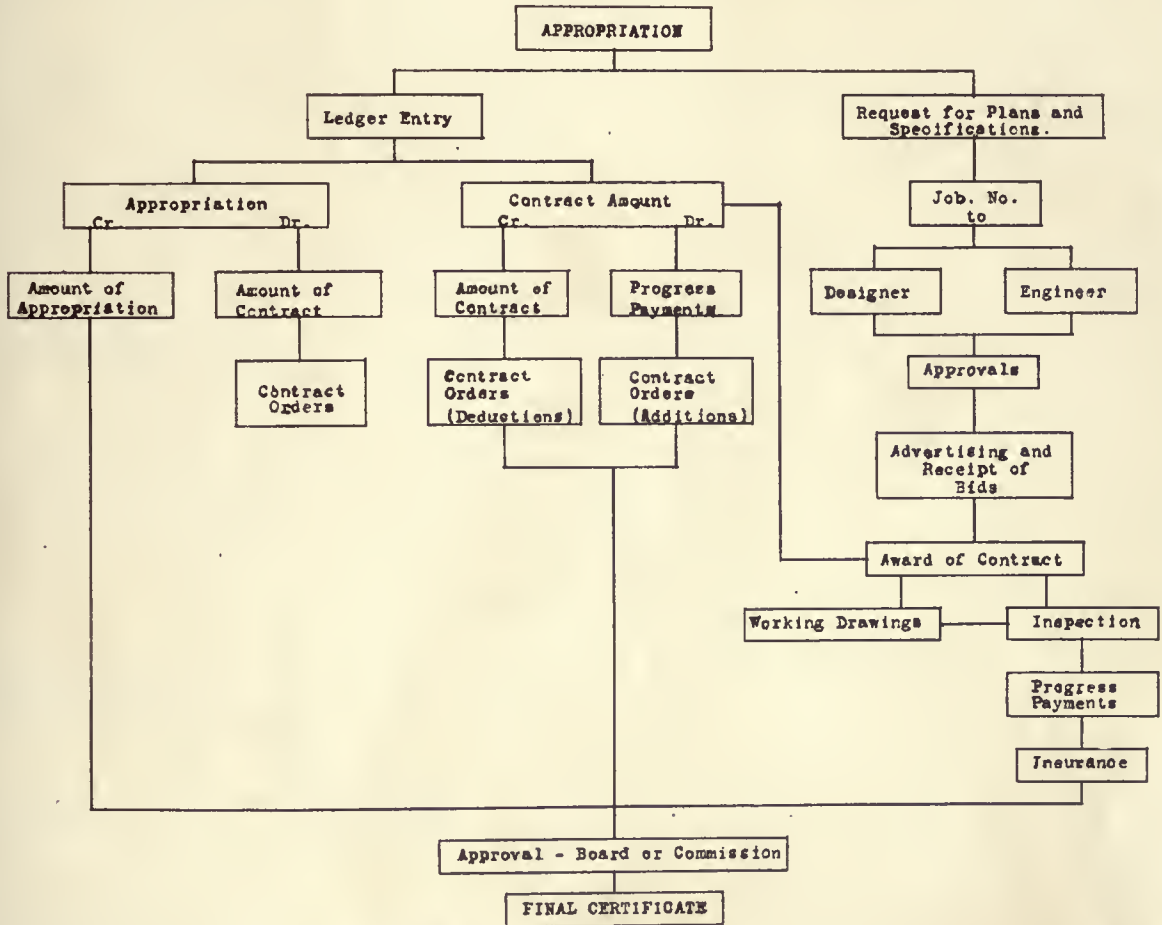 APPROPRIATION
Ledger Entry
Request for Plans and
Specifications.
Appropriation
Cr. Dr.
Contract Amount
Cr. Dr.
Job. No.
to
Amount of
Appropriation
Amount of
Contract
Amount of
Contract
Progress
Payments
Designer
Engineer
Contract
Orders
Contract
Orders
(Deductions)
Contract
Orders
(Additions)
Approvals
Advertising and
Receipt of
Bids
Award of Contract
Working Drawings
Inspection
Progress
Payments
Insurance
Approval - Board or Commission
FINAL CERTIFICATE